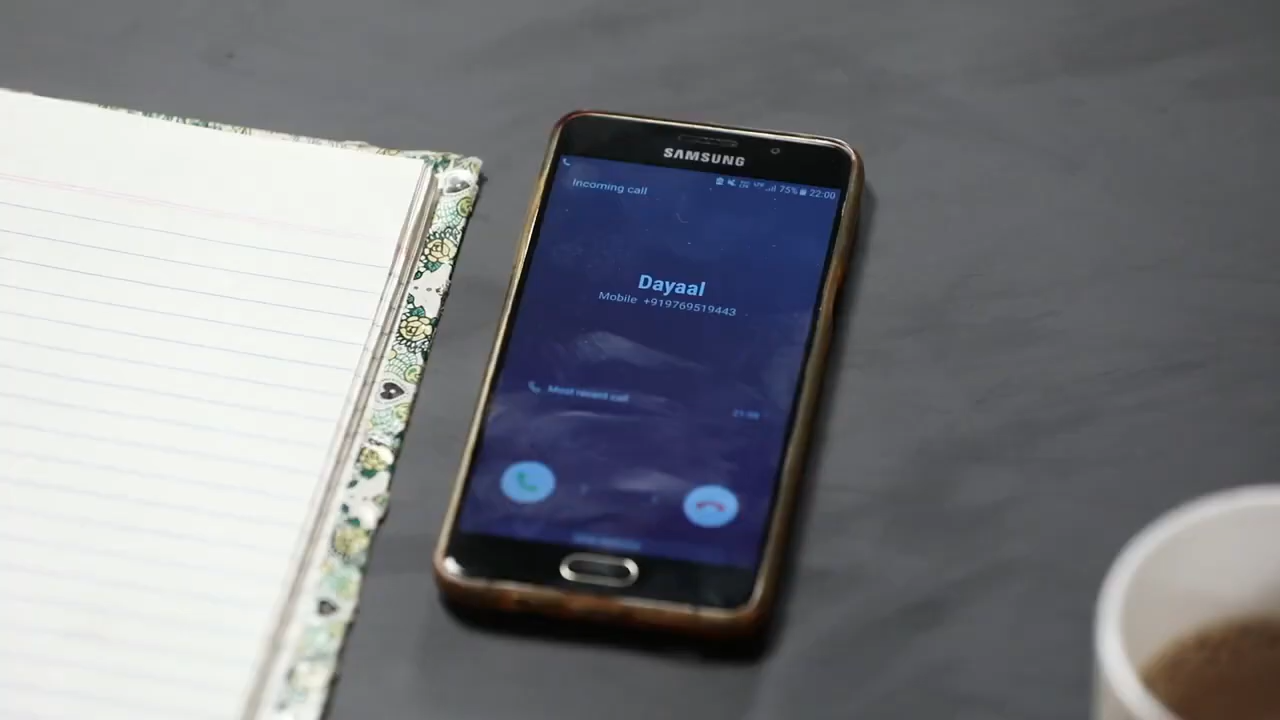 SAMSUNG
75% 22:00
Incoming call
Dayaal
Mobile +919769519443
Most recent call